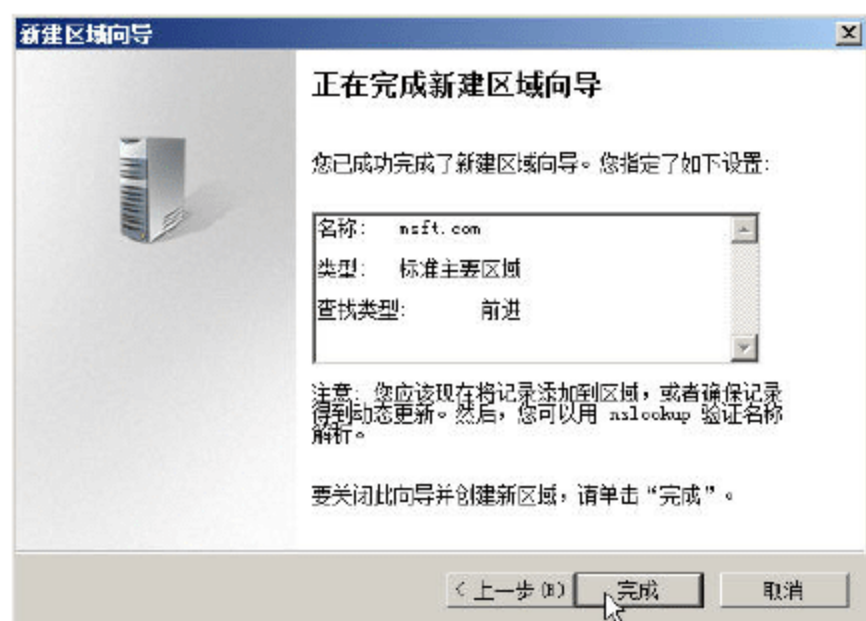 新建区域向导
正在完成新建区域向导
您已成功完成了新建区域向导。您指定了如下设置:
名称: msft.com
类型: 标准主要区域
查找类型: 前进
注意: 您应该现在将记录添加到区域，或者确保记录
得到动态更新。然后，您可以用 nslookup 验证名称
解析。
要关闭此向导并创建新区域，请单击“完成”。
< 上一步(B) 完成 取消